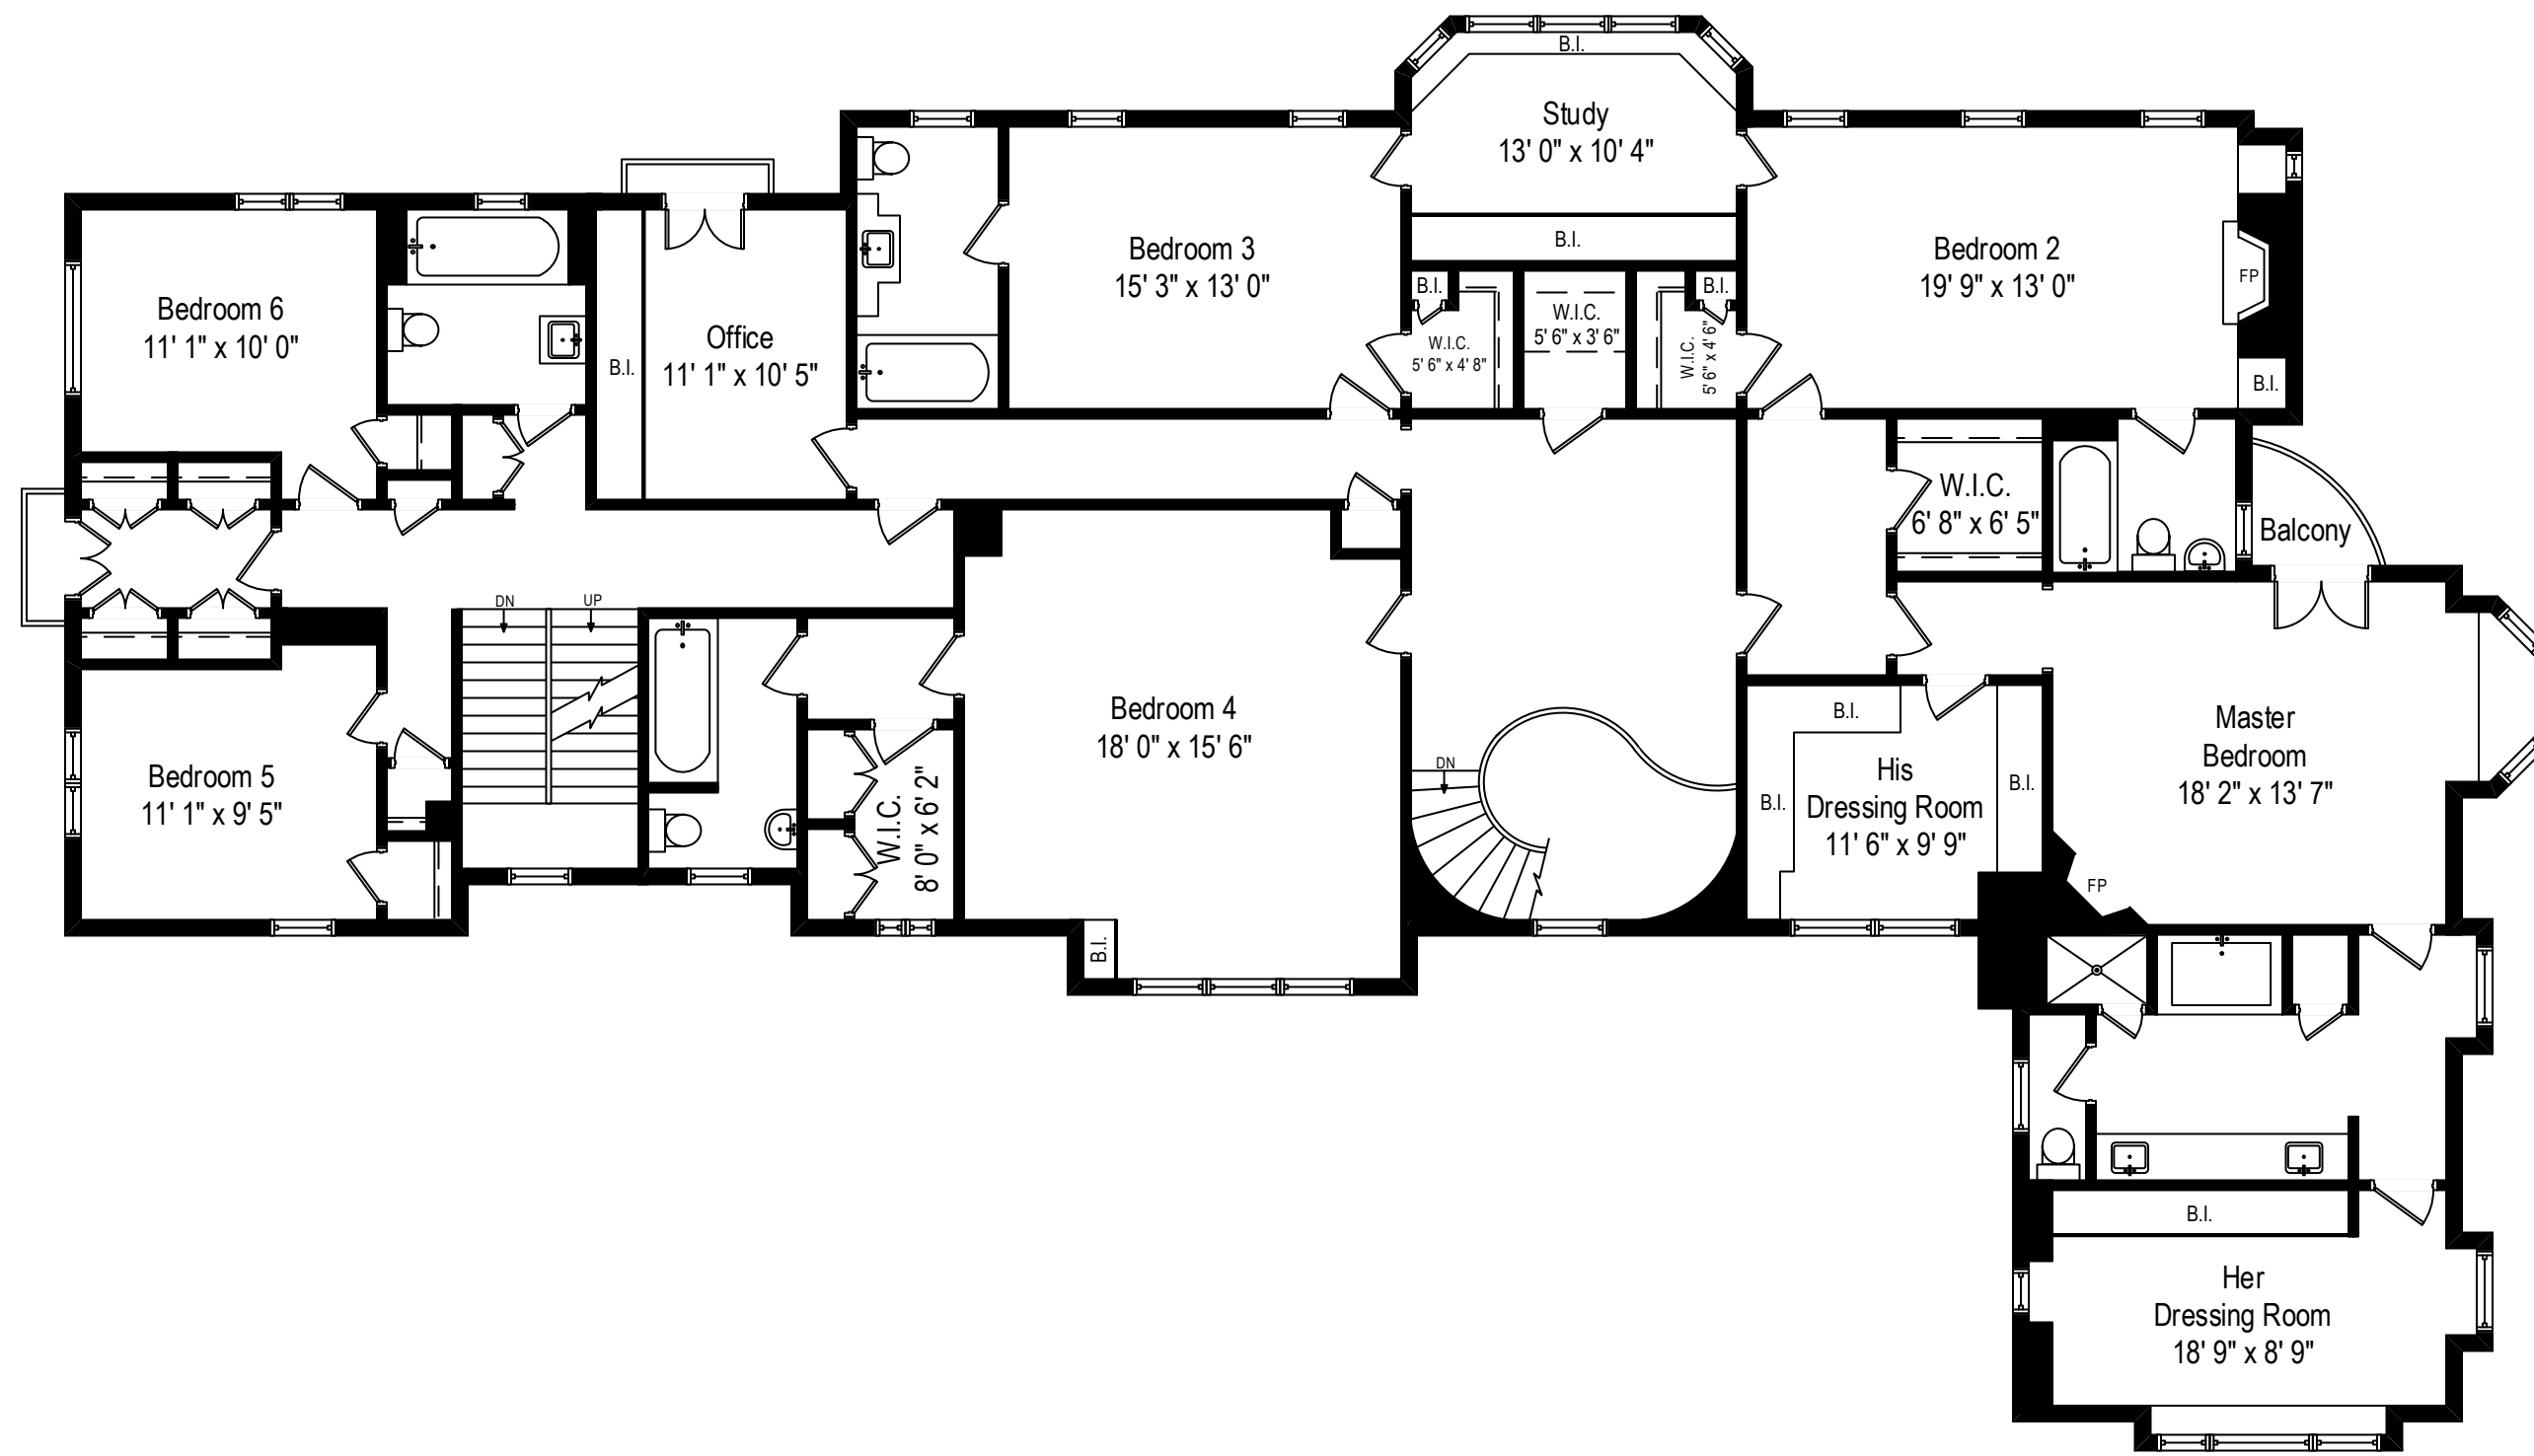 B.I.
Study
13' 0" x 10' 4"
B.I.
Bedroom 3
15' 3" x 13' 0"
Bedroom 2
19' 9" x 13' 0"
FP
B.I.
Bedroom 6
11' 1" x 10' 0"
Office
11' 1" x 10' 5"
B.I.
B.I.
W.I.C.
5' 6" x 4' 8"
W.I.C.
5' 6" x 3' 6"
B.I.
W.I.C.
5' 6" x 4' 6"
W.I.C.
6' 8" x 6' 5"
Balcony
DN
UP
Bedroom 5
11' 1" x 9' 5"
W.I.C.
8' 0" x 6' 2"
Bedroom 4
18' 0" x 15' 6"
B.I.
DN
B.I.
B.I.
His
Dressing Room
11' 6" x 9' 9"
B.I.
Master
Bedroom
18' 2" x 13' 7"
FP
B.I.
Her
Dressing Room
18' 9" x 8' 9"